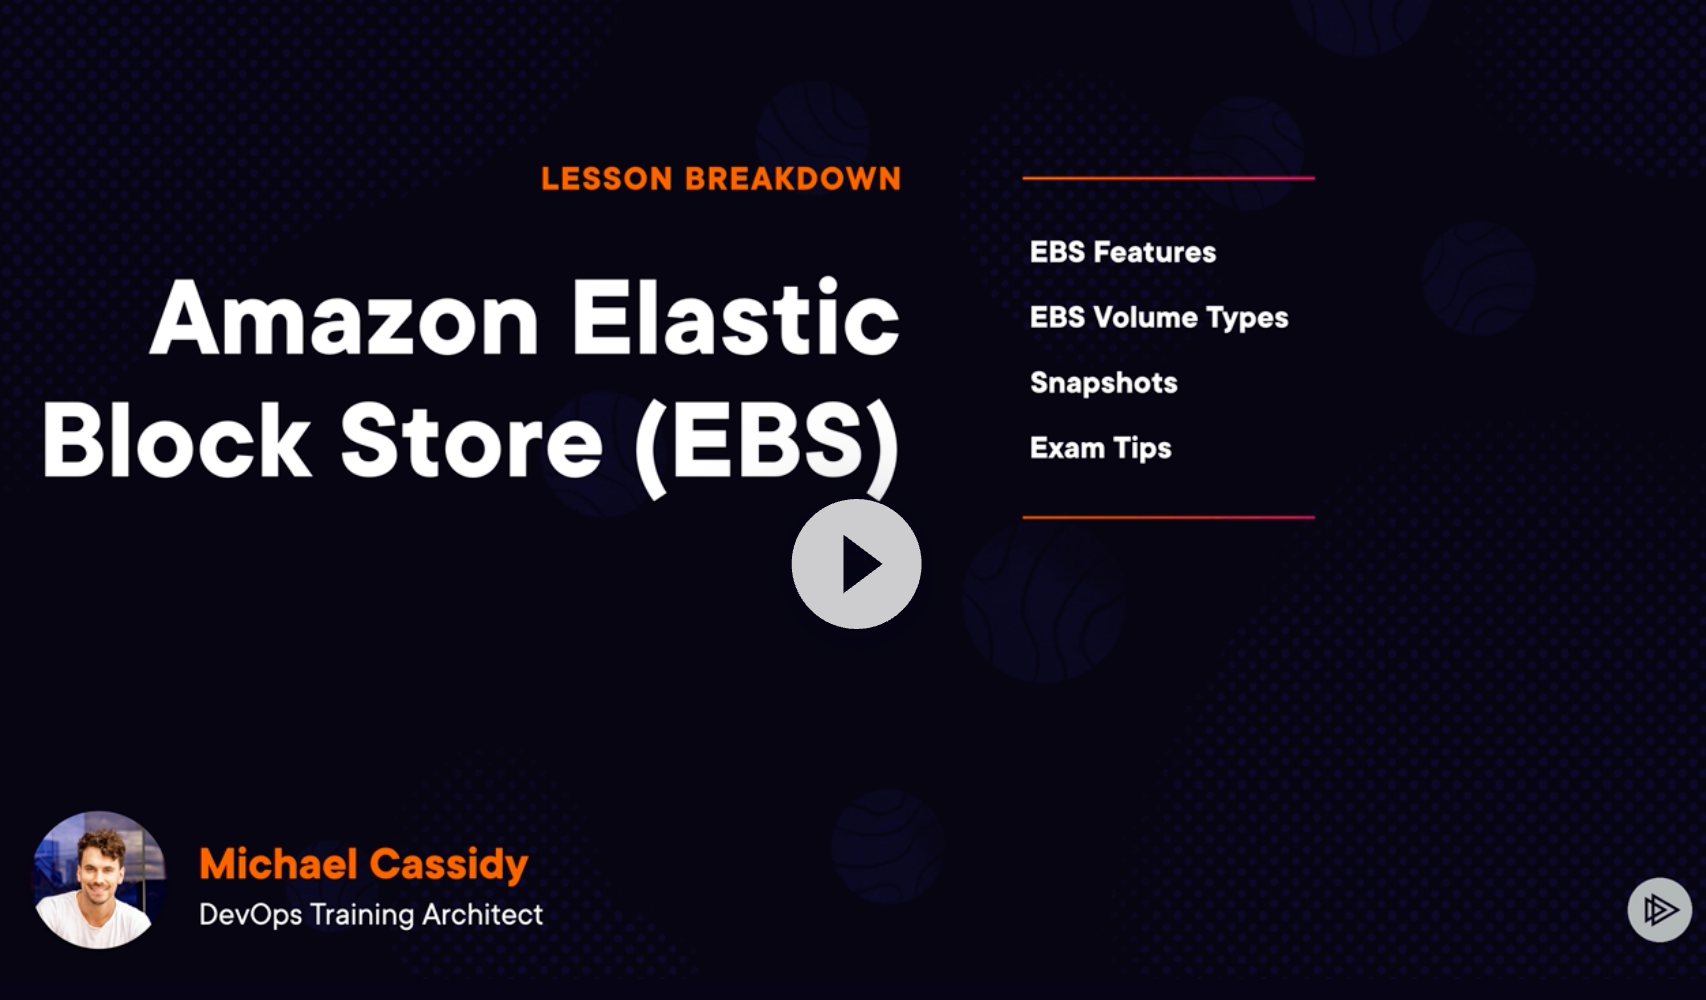 LESSON BREAKDOWN
Amazon Elastic
Block Store (EBS)
EBS Features
EBS Volume Types
Snapshots
Exam Tips
Michael Cassidy
DevOps Training Architect